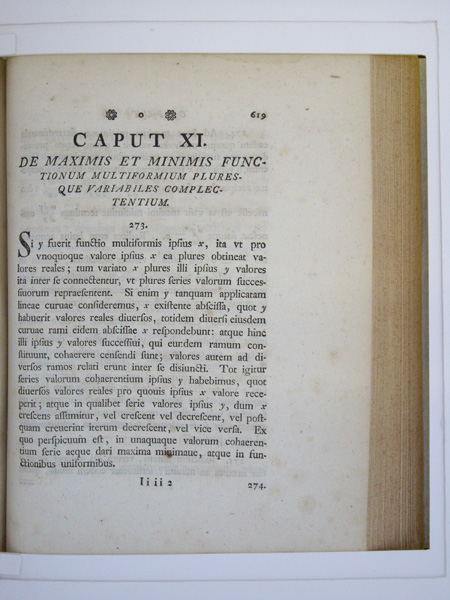 ❀ o ❀ 619
CAPUT XI.
DE MAXIMIS ET MINIMIS FUNC-
TIONUM MULTIFORMIUM PLURES-
QUE VARIABILES COMPLEC-
TENTIUM.
273.
Si y fuerit functio multiformis ipſius x, ita vt pro
vnoquoque valore ipſius x ea plures obtineat va-
lores reales; tum variato x plures illi ipſius y valores
ita inter ſe connectentur, vt plures series valorum succes-
ſiuorum repraeſentent. Si enim y tanquam applicatam
lineae curuae consideremus, x exiſtente abſciſſa, quot y
habuerit valores reales diuerſos, totidem diuerſi eiusdem
curuae rami eidem abſciſſae x reſpondebunt: atque hinc
illi ipſius y valores ſucceſſiui, qui eundem ramum con-
ſtituunt, cohaerere cenſendi ſunt; valores autem ad di-
verſos ramos relati erunt inter ſe disiuncti. Tot igitur
ſeries valorum cohaerentium ipſius y habebimus, quot
diuerſos valores reales pro quouis ipſius x valore rece-
perit; atque in qualibet ſerie valores ipſius y, dum x
crescens aſſumitur, vel crescent vel decrescent, vel poſt-
quam creuerint iterum decrescent, vel vice verſa. Ex
quo perſpicuum eſt, in unaquaque valorum cohaeren-
tium ſerie aeque dari maxima minimaue, atque in fun-
ctionibus uniformibus.
Iiii 2 274.